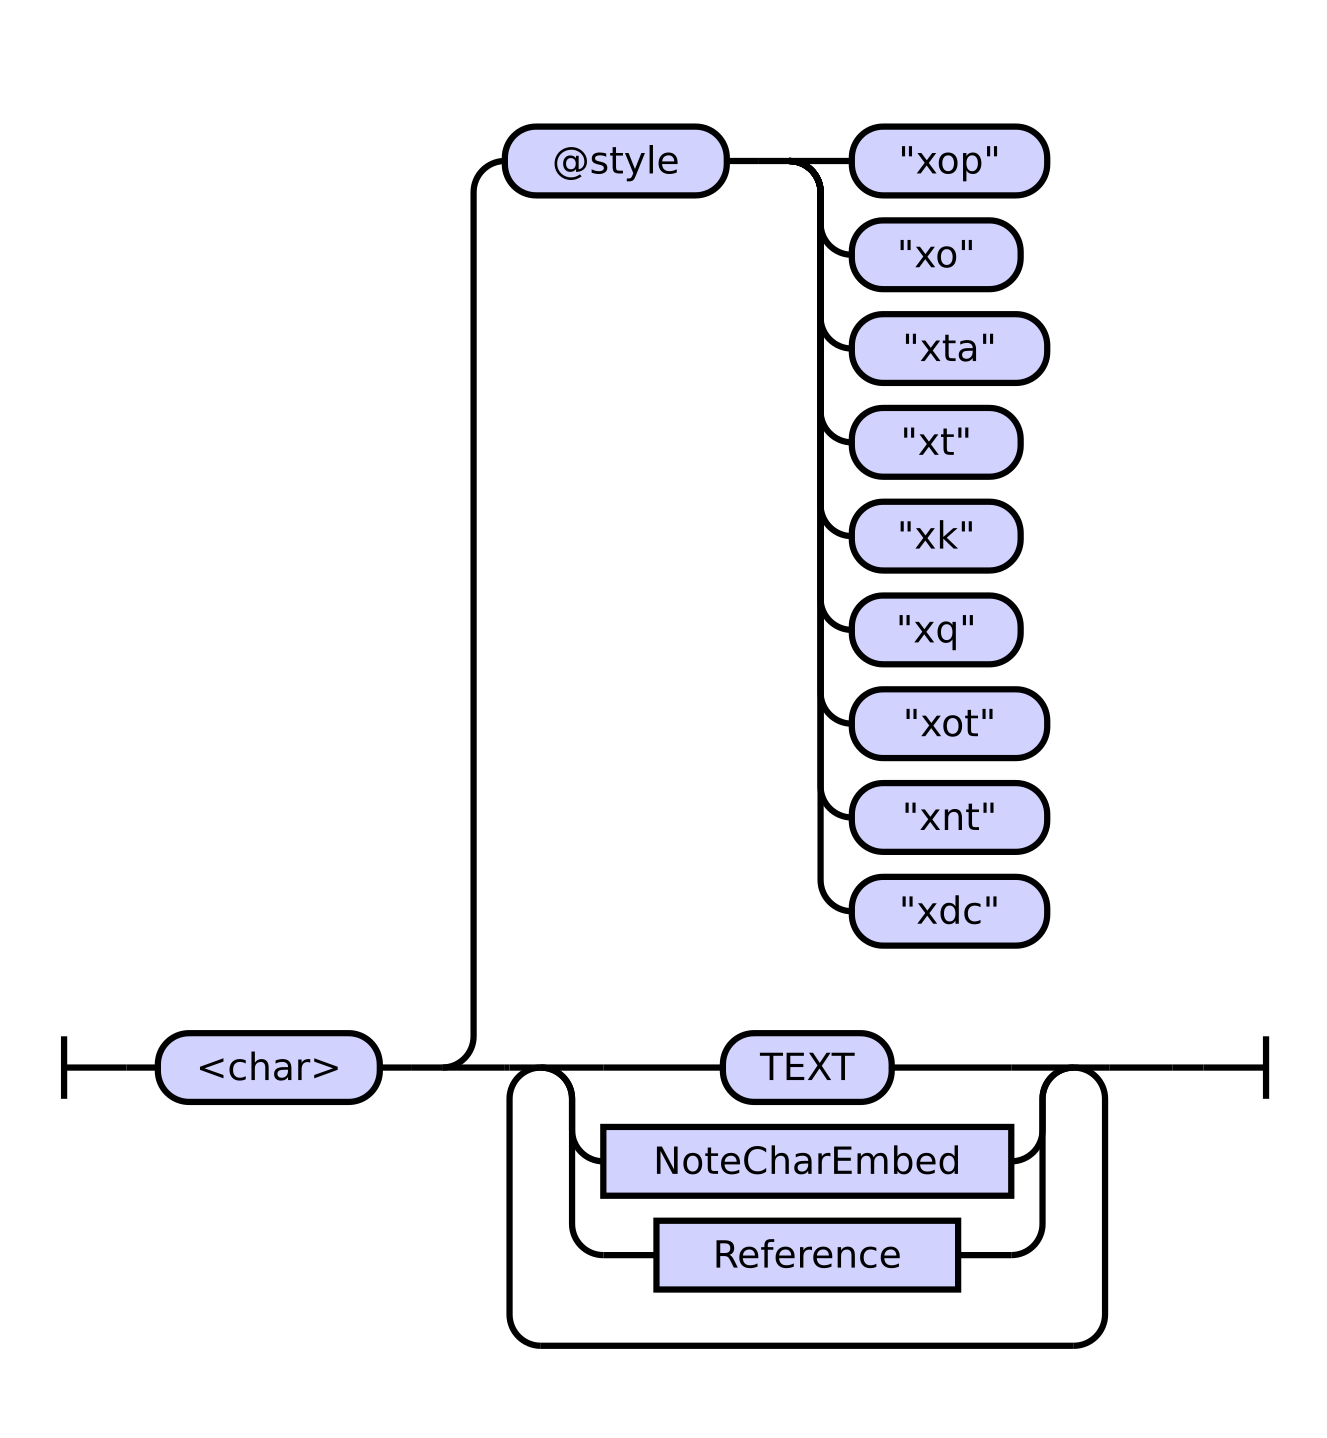 @style
"xop"
"xo"
"xta"
"xt"
"xk"
"xq"
"xot"
"xnt"
"xdc"
<char>
TEXT
NoteCharEmbed
Reference